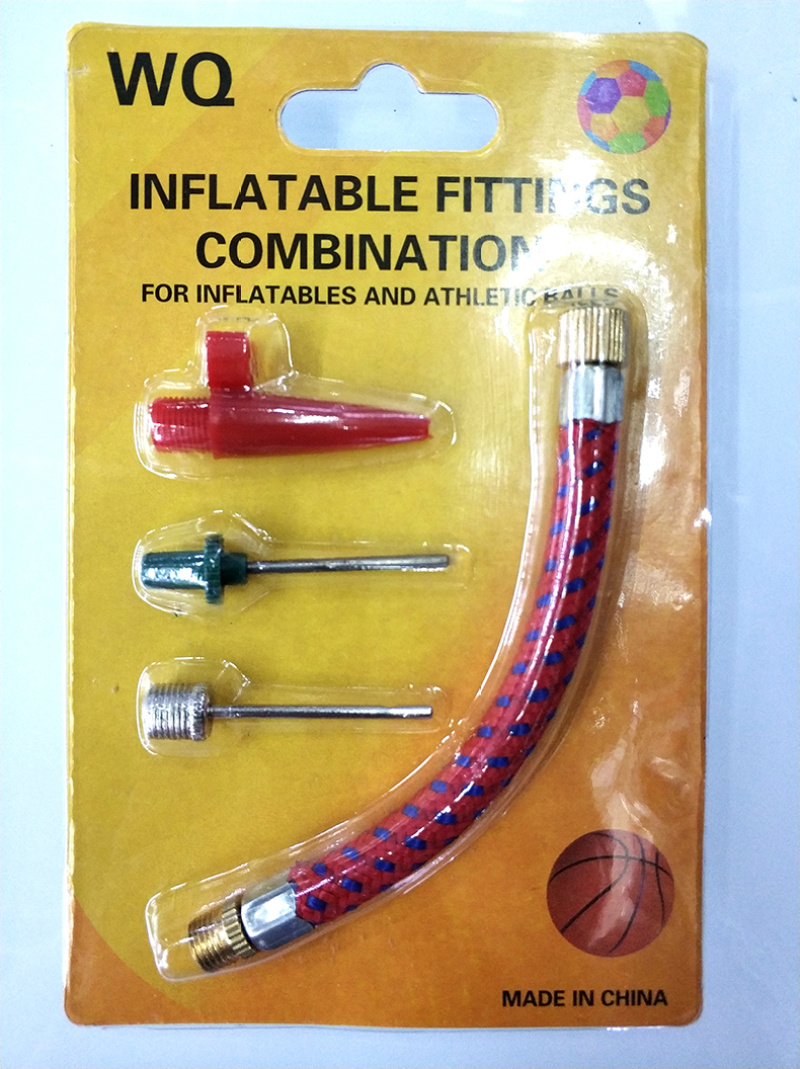 WQ
INFLATABLE FITTINGS
COMBINATION
FOR INFLATABLES AND ATHLETIC BALLS
MADE IN CHINA